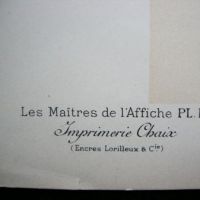 Les Maîtres de l'Affiche PL.
Imprimerie Chaix
(Encres Lorilleux & Cie)